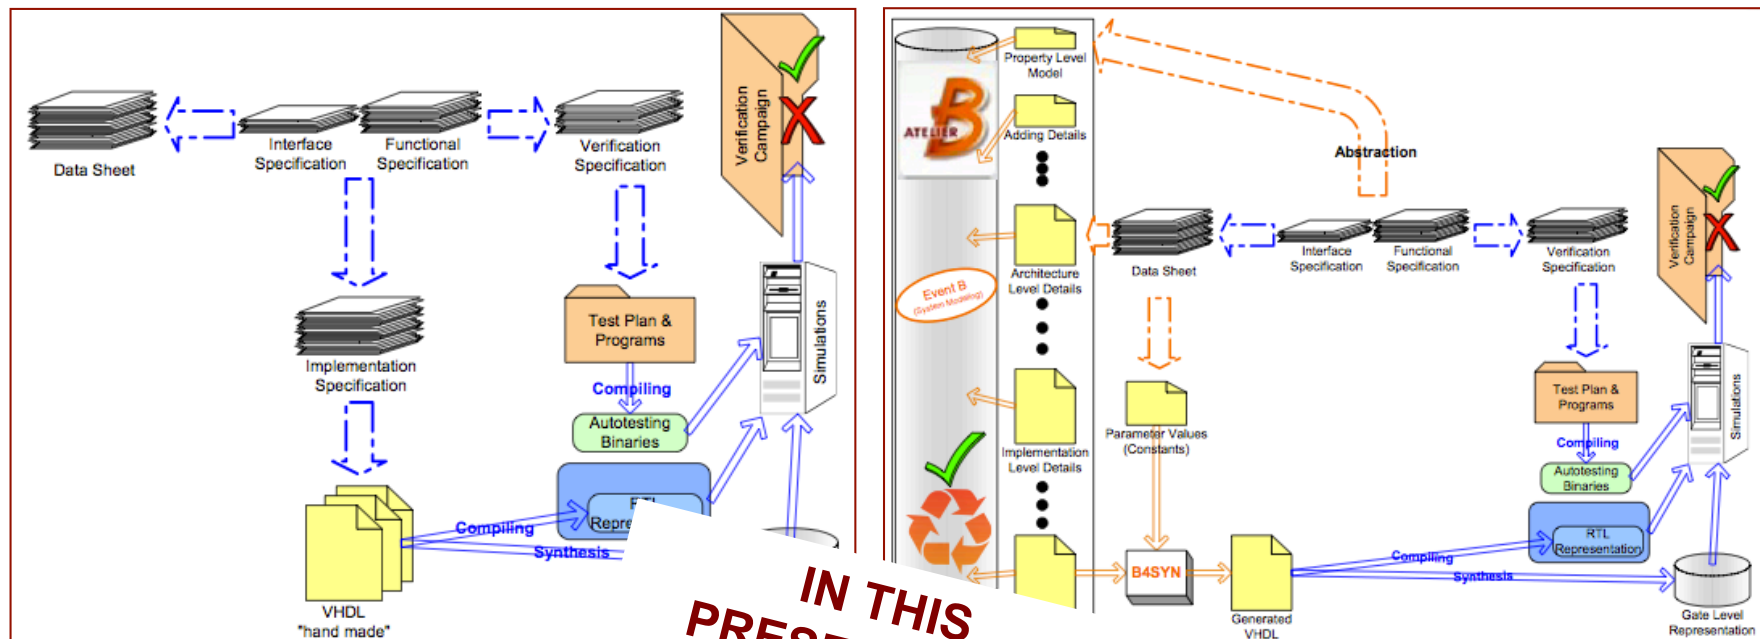 Data Sheet
Interface
Specification
Functional
Specification
Verification
Specification
Verification
Campaign
Implementation
Specification
Test Plan &
Programs
Compiling
Autotesting
Binaries
Simulations
Compiling
Synthesis
VHDL
"hand made"
IN THIS
Property Level
Model
ATELIER B
Adding Details
Abstraction
Architecture
Level Details
Event B
(System Modeling)
Data Sheet
Interface
Specification
Functional
Specification
Verification
Specification
Verification
Campaign
Parameter Values
(Constants)
Implementation
Level Details
Test Plan &
Programs
Compiling
Autotesting
Binaries
Simulations
RTL
Representation
B4SYN
Compiling
Synthesis
Generated
VHDL
Gate Level
Representation